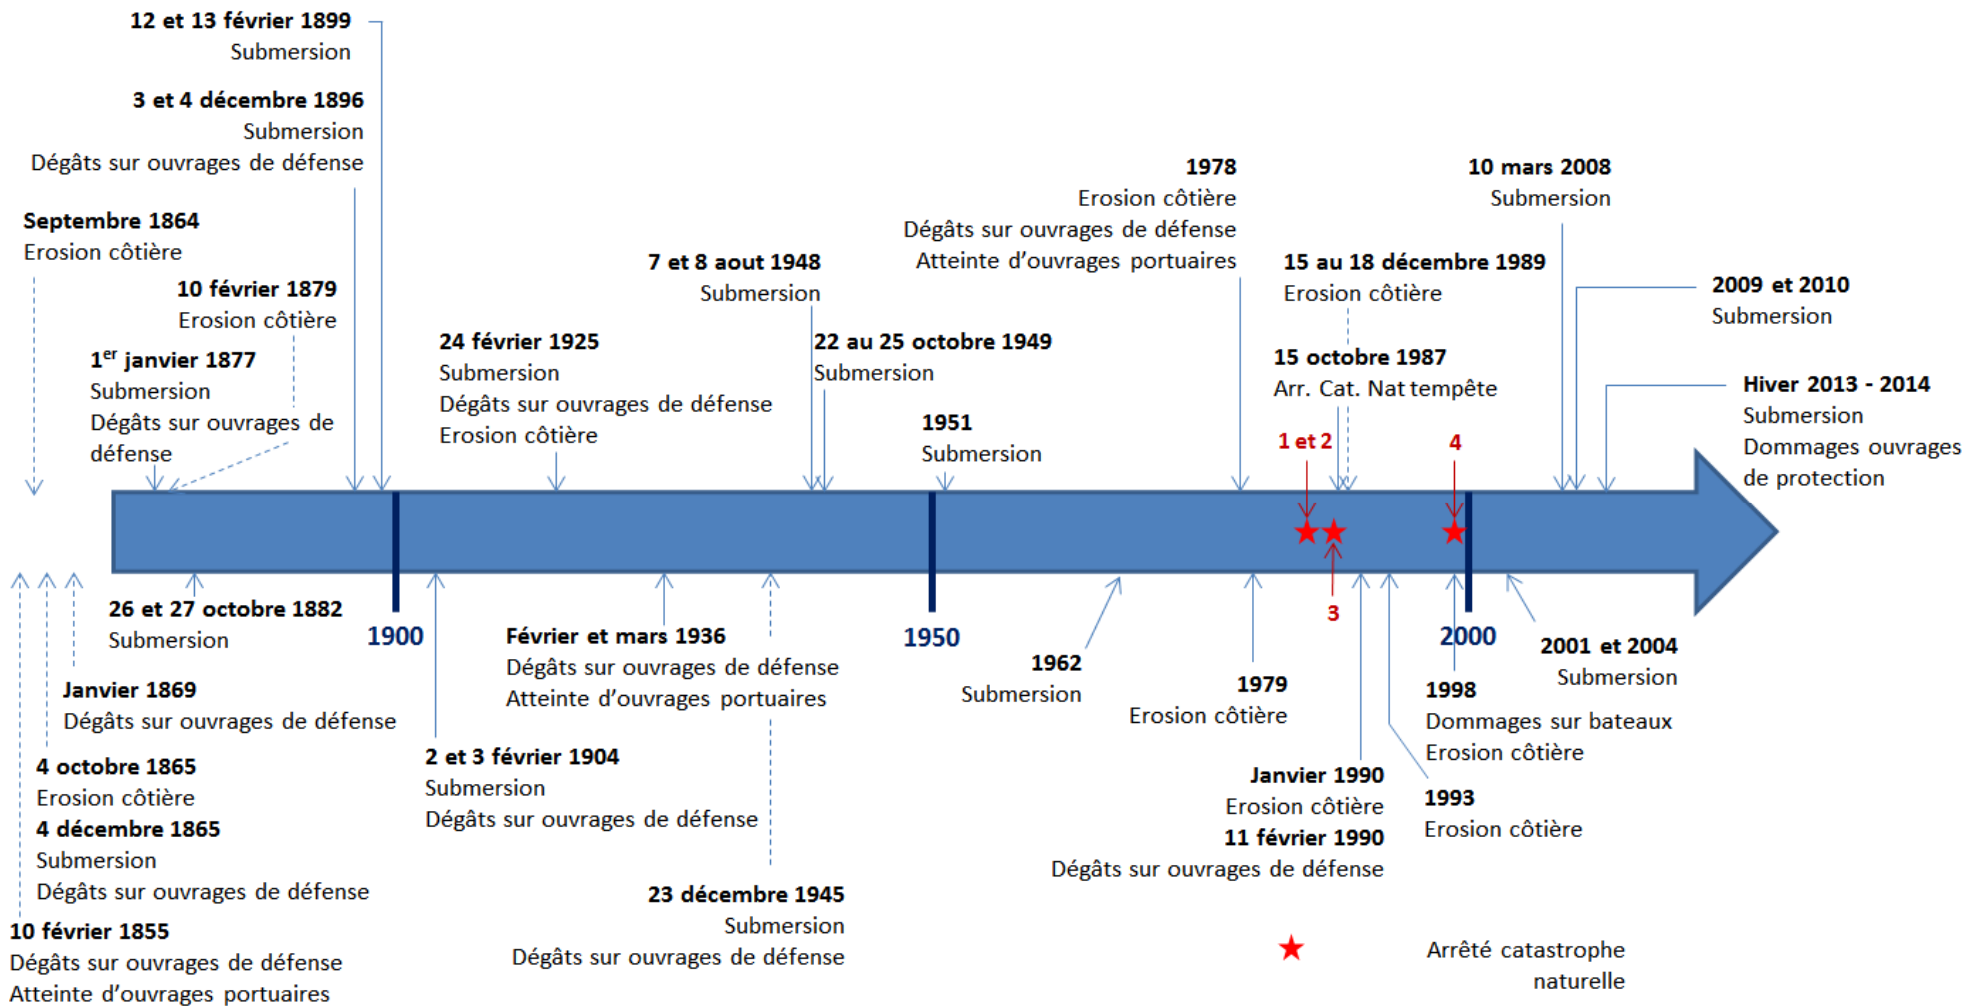 12 et 13 février 1899
Submersion
3 et 4 décembre 1896
Submersion
Dégâts sur ouvrages de défense
Septembre 1864
Erosion côtière
10 février 1879
Erosion côtière
1er janvier 1877
Submersion
Dégâts sur ouvrages de
défense
24 février 1925
Submersion
Dégâts sur ouvrages de défense
Erosion côtière
7 et 8 aout 1948
Submersion
22 au 25 octobre 1949
Submersion
1951
Submersion
1978
Erosion côtière
Dégâts sur ouvrages de défense
Atteinte d'ouvrages portuaires
15 au 18 décembre 1989
Erosion côtière
15 octobre 1987
Arr. Cat. Nat tempête
10 mars 2008
Submersion
2009 et 2010
Submersion
Hiver 2013 - 2014
Submersion
Dommages ouvrages
de protection
1 et 2
4
3
1900
1950
2000
26 et 27 octobre 1882
Submersion
Janvier 1869
Dégâts sur ouvrages de défense
4 octobre 1865
Erosion côtière
4 décembre 1865
Submersion
Dégâts sur ouvrages de défense
10 février 1855
Dégâts sur ouvrages de défense
Atteinte d'ouvrages portuaires
2 et 3 février 1904
Submersion
Dégâts sur ouvrages de défense
Février et mars 1936
Dégâts sur ouvrages de défense
Atteinte d'ouvrages portuaires
23 décembre 1945
Submersion
Dégâts sur ouvrages de défense
1962
Submersion
1979
Erosion côtière
Janvier 1990
Erosion côtière
11 février 1990
Dégâts sur ouvrages de défense
1993
Erosion côtière
1998
Dommages sur bateaux
Erosion côtière
2001 et 2004
Submersion
Arrêté catastrophe
naturelle